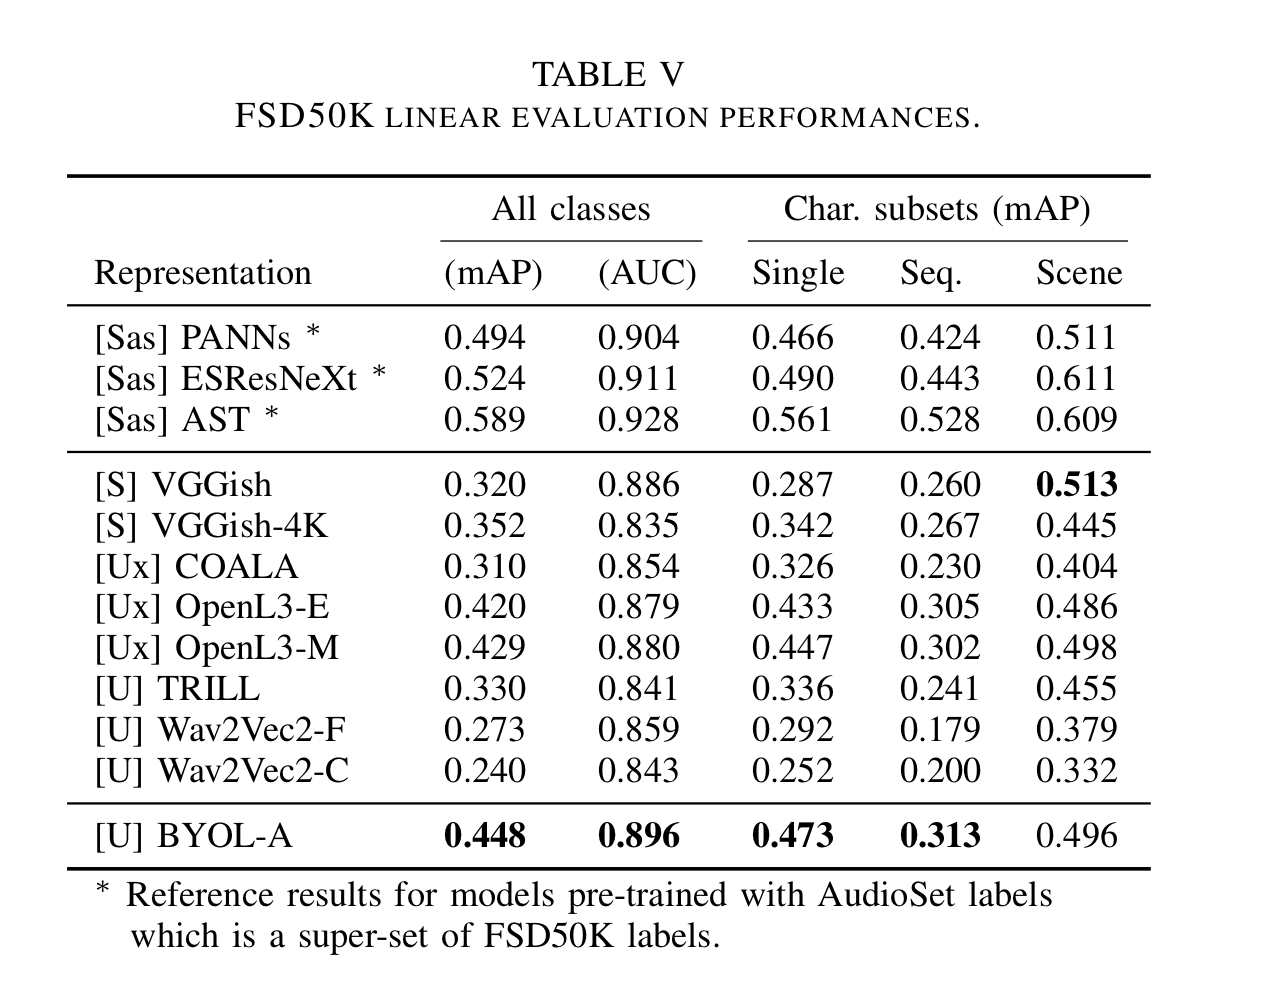 TABLE V
FSD50K LINEAR EVALUATION PERFORMANCES.
All classes Char. subsets (mAP)
Representation (mAP) (AUC) Single Seq. Scene
[Sas] PANNs * 0.494 0.904 0.466 0.424 0.511
[Sas] ESResNeXt * 0.524 0.911 0.490 0.443 0.611
[Sas] AST * 0.589 0.928 0.561 0.528 0.609
[S] VGGish 0.320 0.886 0.287 0.260 0.513
[S] VGGish-4K 0.352 0.835 0.342 0.267 0.445
[Ux] COALA 0.310 0.854 0.326 0.230 0.404
[Ux] OpenL3-E 0.420 0.879 0.433 0.305 0.486
[Ux] OpenL3-M 0.429 0.880 0.447 0.302 0.498
[U] TRILL 0.330 0.841 0.336 0.241 0.455
[U] Wav2Vec2-F 0.273 0.859 0.292 0.179 0.379
[U] Wav2Vec2-C 0.240 0.843 0.252 0.200 0.332
[U] BYOL-A 0.448 0.896 0.473 0.313 0.496
* Reference results for models pre-trained with AudioSet labels
which is a super-set of FSD50K labels.